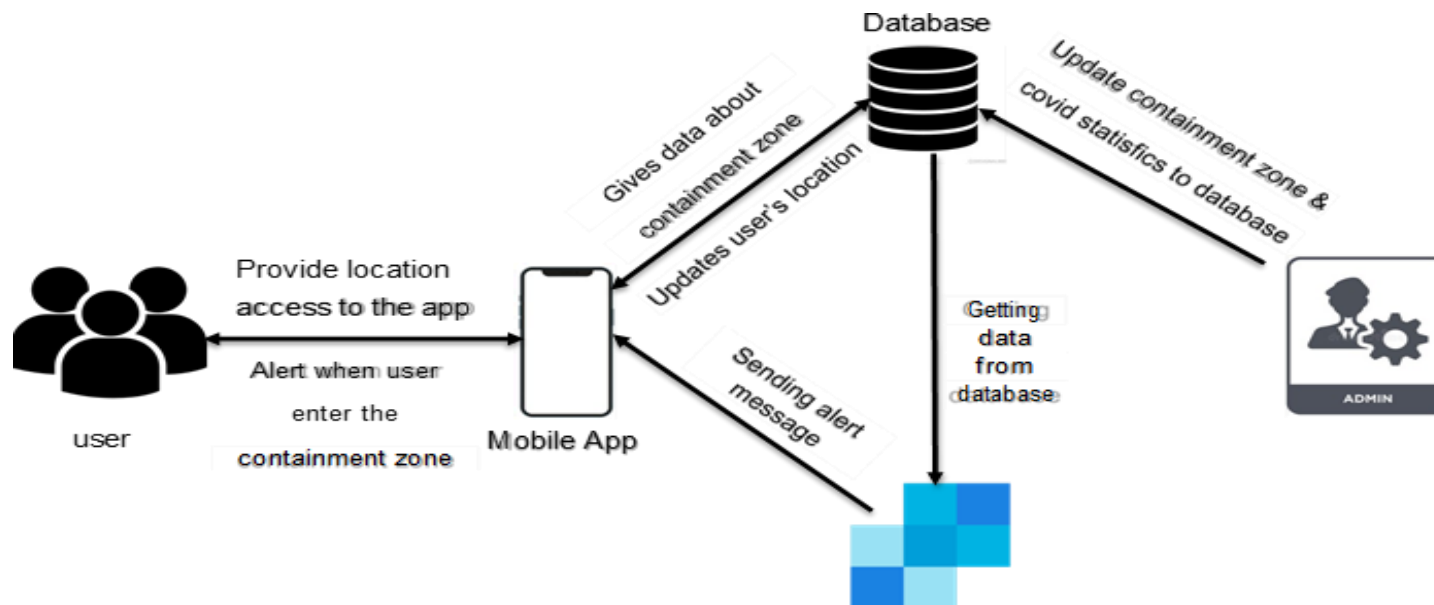 Database
Update containment zone &
covid statisfics to database
Gives data about
containment zone
Updates user's location
Provide location
access to the app
Alert when user
enter the
containment zone
user
Mobile App
Sending alert
message
Getting
data
from
database
ADMIN